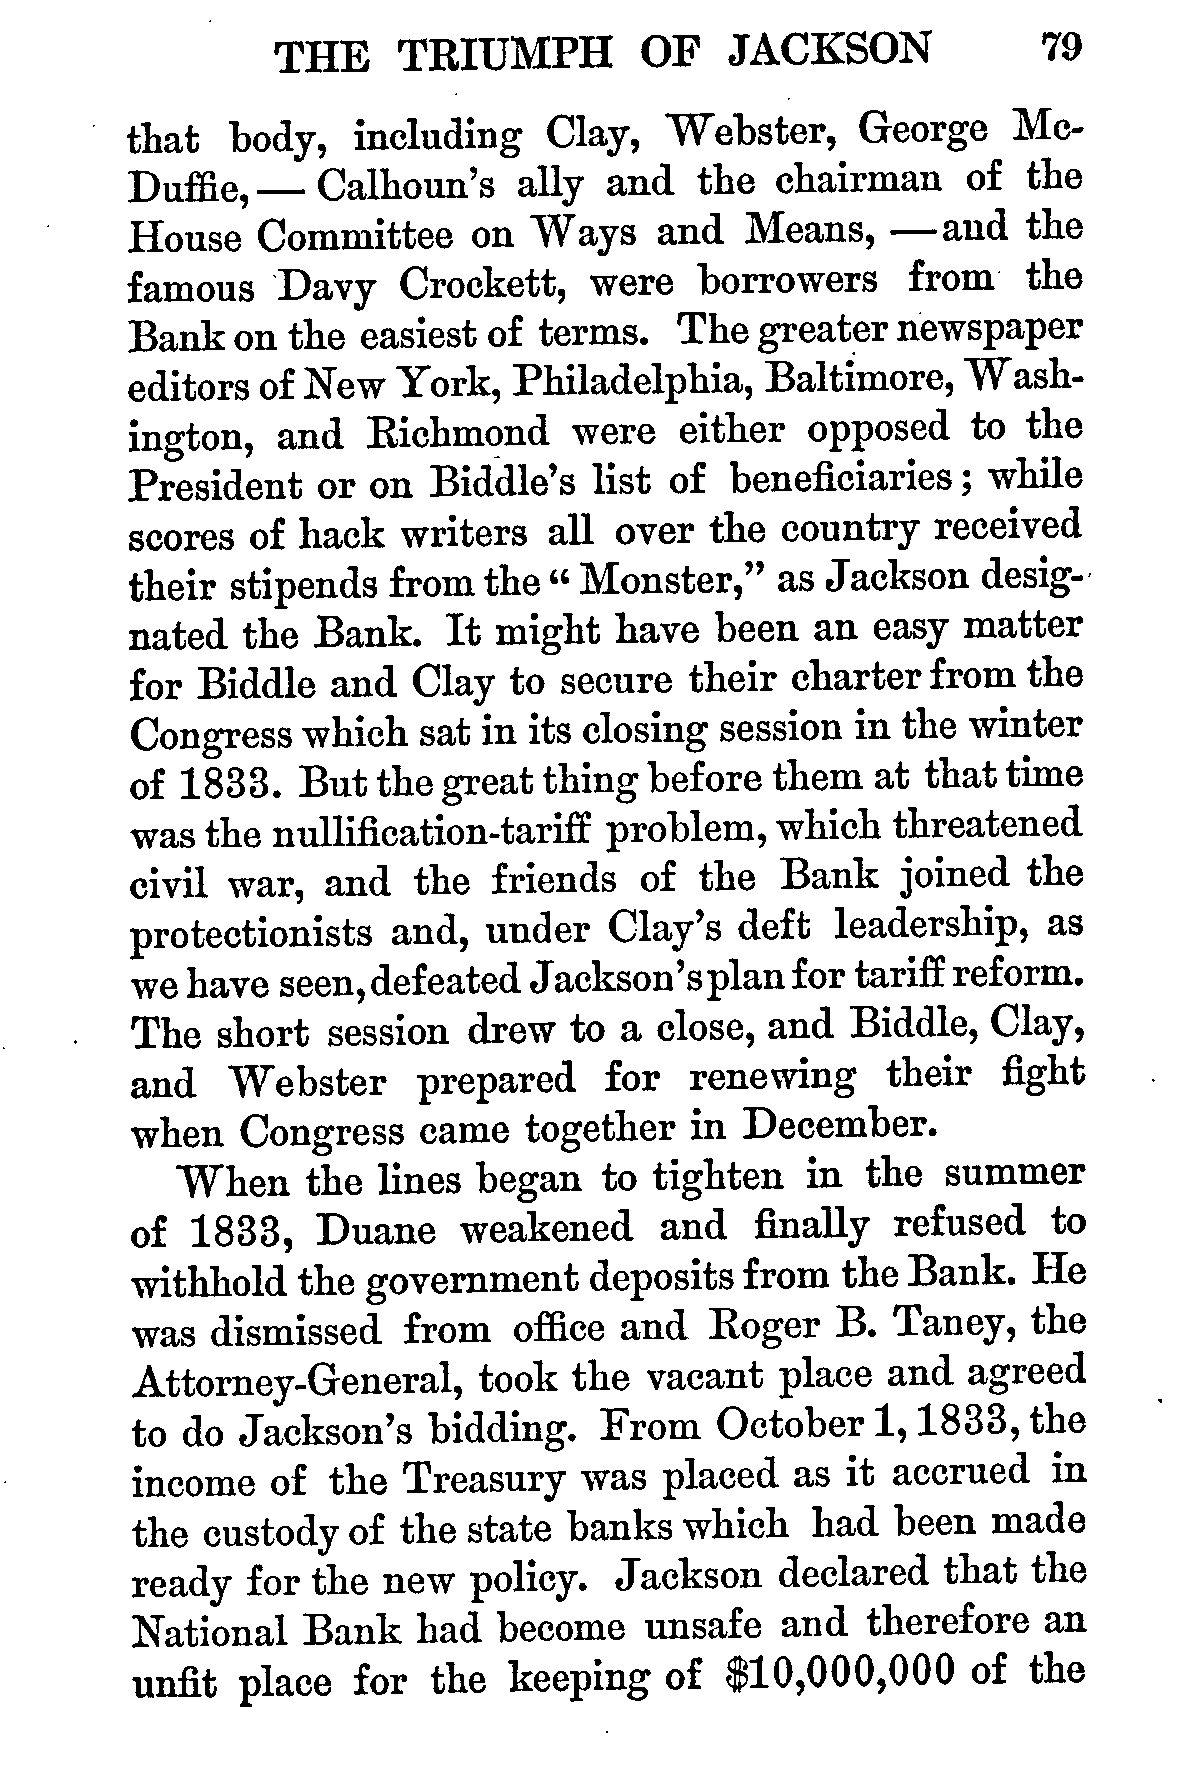 THE TRIUMPH OF JACKSON 79
that body, including Clay, Webster, George Mc-
Duffie, — Calhoun's ally and the chairman of the
House Committee on Ways and Means, — and the
famous Davy Crockett, were borrowers from the
Bank on the easiest of terms. The greater newspaper
editors of New York, Philadelphia, Baltimore, Wash-
ington, and Richmond were either opposed to the
President or on Biddle's list of beneficiaries; while
scores of hack writers all over the country received
their stipends from the “Monster,” as Jackson desig-
nated the Bank. It might have been an easy matter
for Biddle and Clay to secure their charter from the
Congress which sat in its closing session in the winter
of 1833. But the great thing before them at that time
was the nullification-tariff problem, which threatened
civil war, and the friends of the Bank joined the
protectionists and, under Clay's deft leadership, as
we have seen, defeated Jackson's plan for tariff reform.
The short session drew to a close, and Biddle, Clay,
and Webster prepared for renewing their fight
when Congress came together in December.
When the lines began to tighten in the summer
of 1833, Duane weakened and finally refused to
withhold the government deposits from the Bank. He
was dismissed from office and Roger B. Taney, the
Attorney-General, took the vacant place and agreed
to do Jackson's bidding. From October 1, 1833, the
income of the Treasury was placed as it accrued in
the custody of the state banks which had been made
ready for the new policy. Jackson declared that the
National Bank had become unsafe and therefore an
unfit place for the keeping of $10,000,000 of the